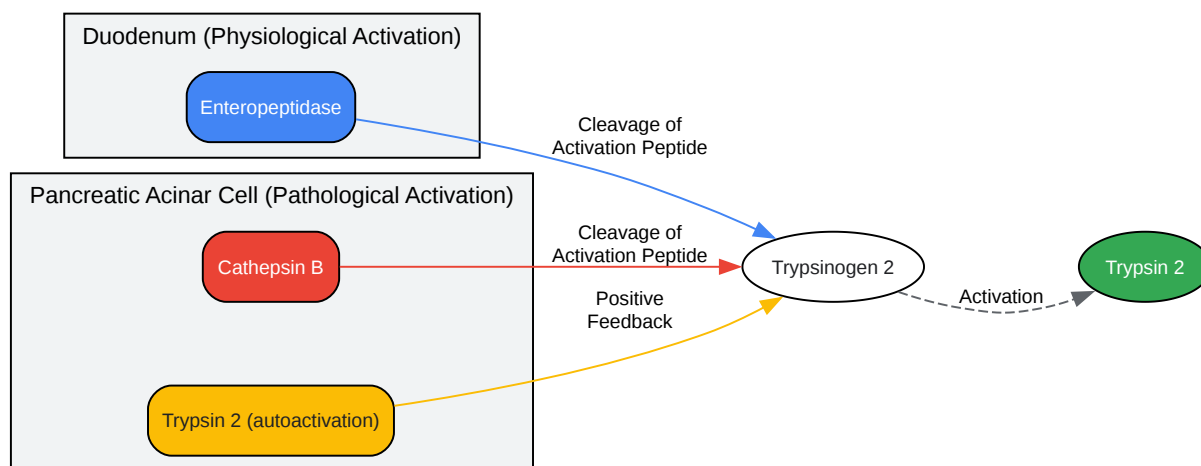 Duodenum (Physiological Activation)
Enteropeptidase
Cleavage of
Activation Peptide
Pancreatic Acinar Cell (Pathological Activation)
Cathepsin B
Cleavage of
Activation Peptide
Trypsinogen 2
Trypsin 2
Activation
Positive
Feedback
Trypsin 2 (autoactivation)